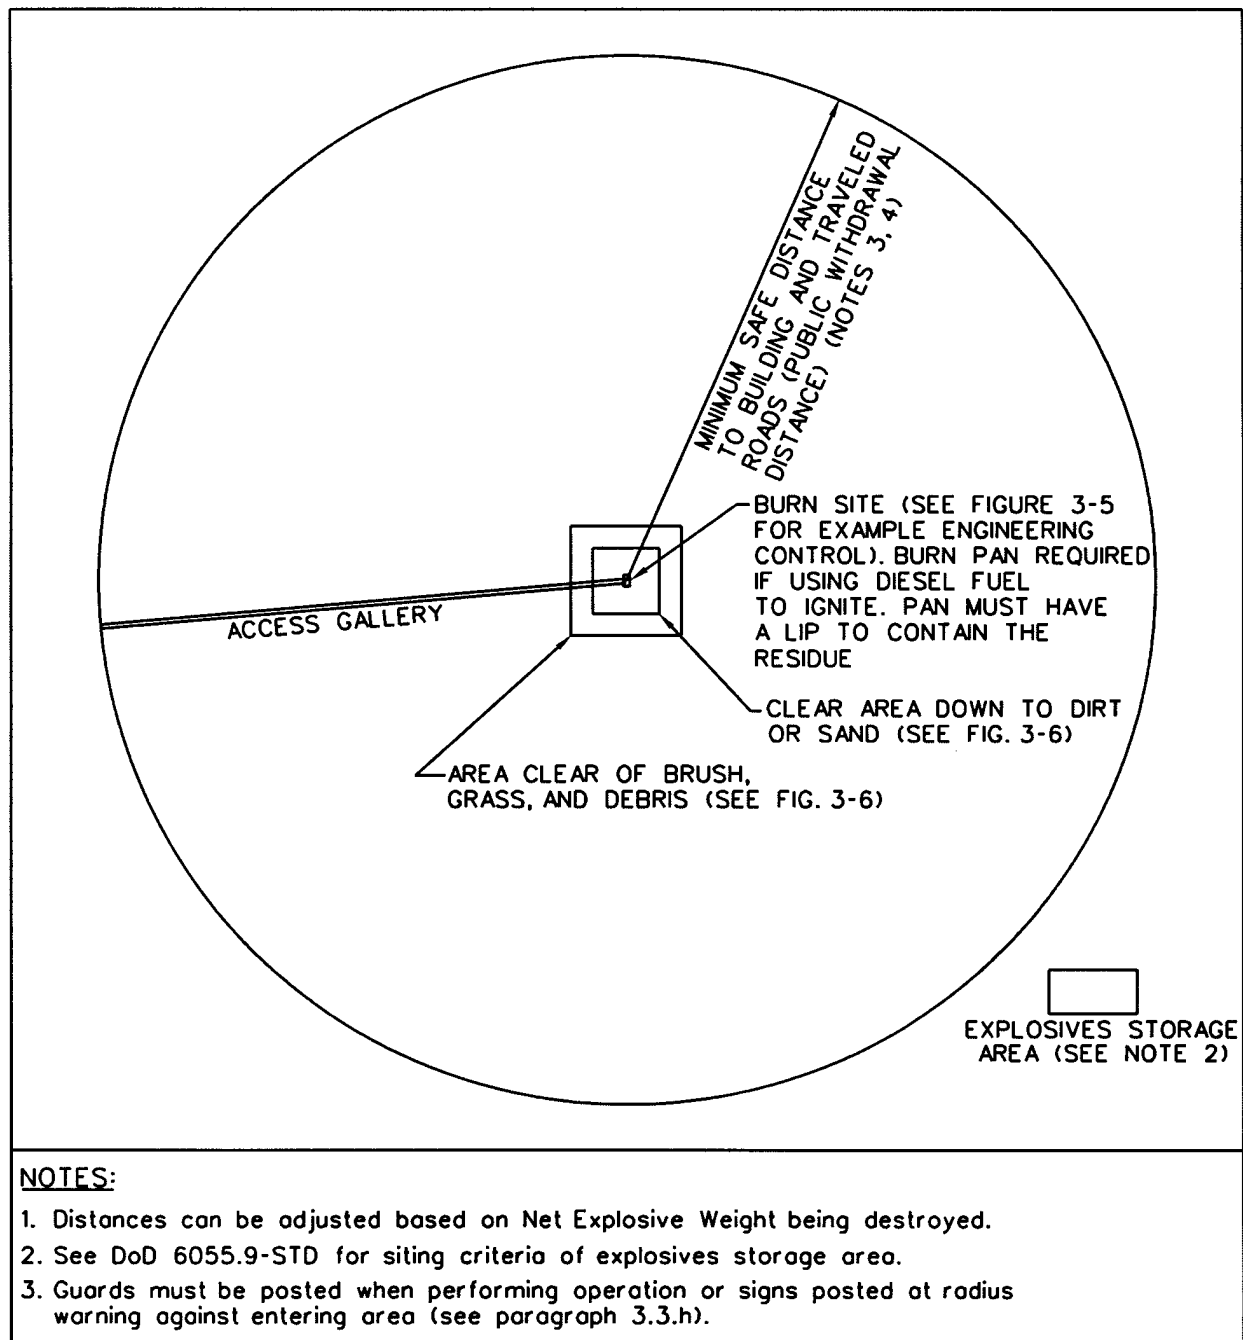 MINIMUM SAFE DISTANCE
TO BUILDING AND TRAVELED
ROADS (PUBLIC WITHDRAWAL
DISTANCE) (NOTES 3, 4)
BURN SITE (SEE FIGURE 3-5
FOR EXAMPLE ENGINEERING
CONTROL). BURN PAN REQUIRED
IF USING DIESEL FUEL
TO IGNITE. PAN MUST HAVE
A LIP TO CONTAIN THE
RESIDUE
ACCESS GALLERY
CLEAR AREA DOWN TO DIRT
OR SAND (SEE FIG. 3-6)
AREA CLEAR OF BRUSH,
GRASS, AND DEBRIS (SEE FIG. 3-6)
EXPLOSIVES STORAGE
AREA (SEE NOTE 2)
NOTES:
1. Distances can be adjusted based on Net Explosive Weight being destroyed.
2. See DoD 6055.9-STD for siting criteria of explosives storage area.
3. Guards must be posted when performing operation or signs posted at radius
warning against entering area (see paragraph 3.3.h).